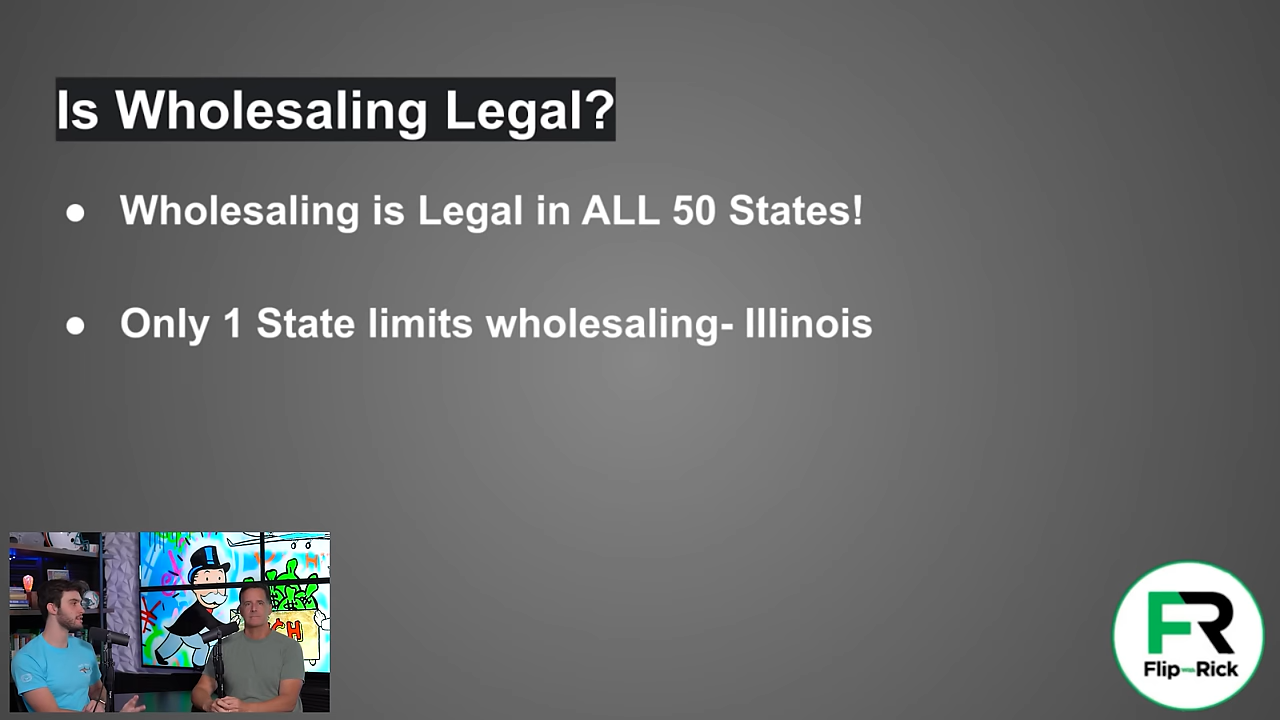 Is Wholesaling Legal?
● Wholesaling is Legal in ALL 50 States!
● Only 1 State limits wholesaling- Illinois
FR
Flip-Rick